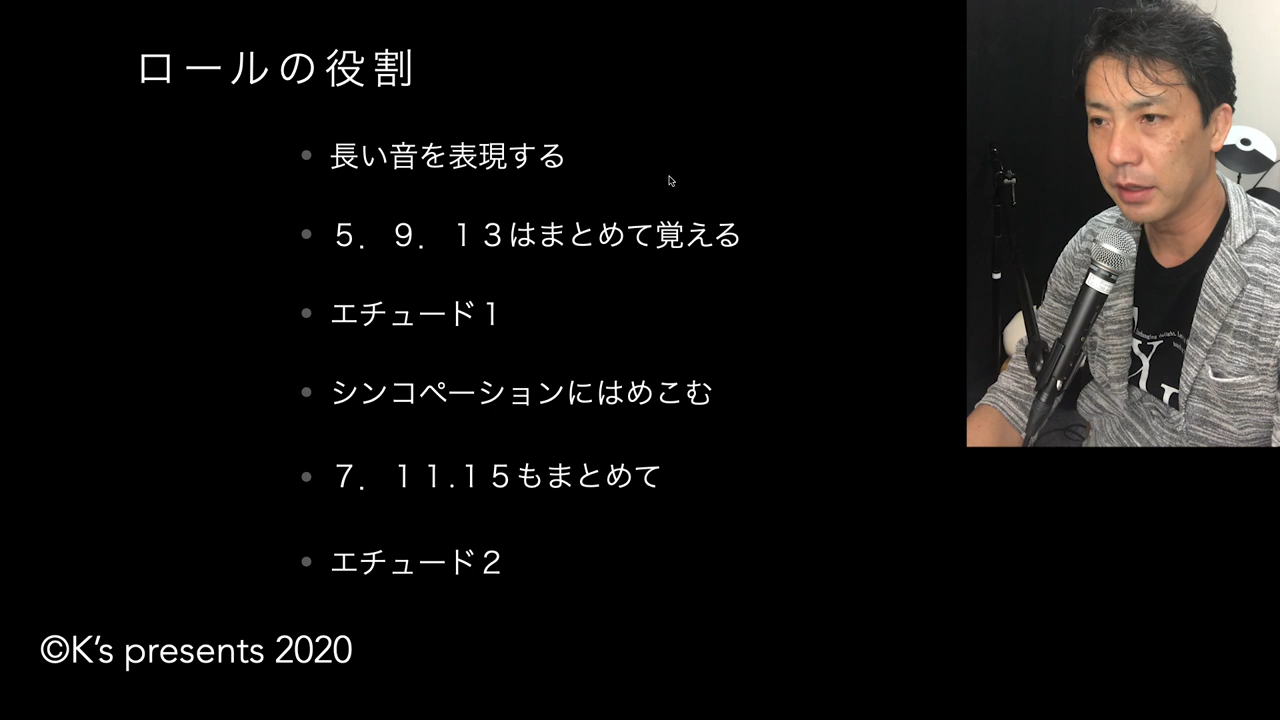 ロールの役割
長い音を表現する
５．９．１３はまとめて覚える
エチュード１
シンコペーションにはめこむ
７．１１.１５もまとめて
エチュード２
©K’s presents 2020